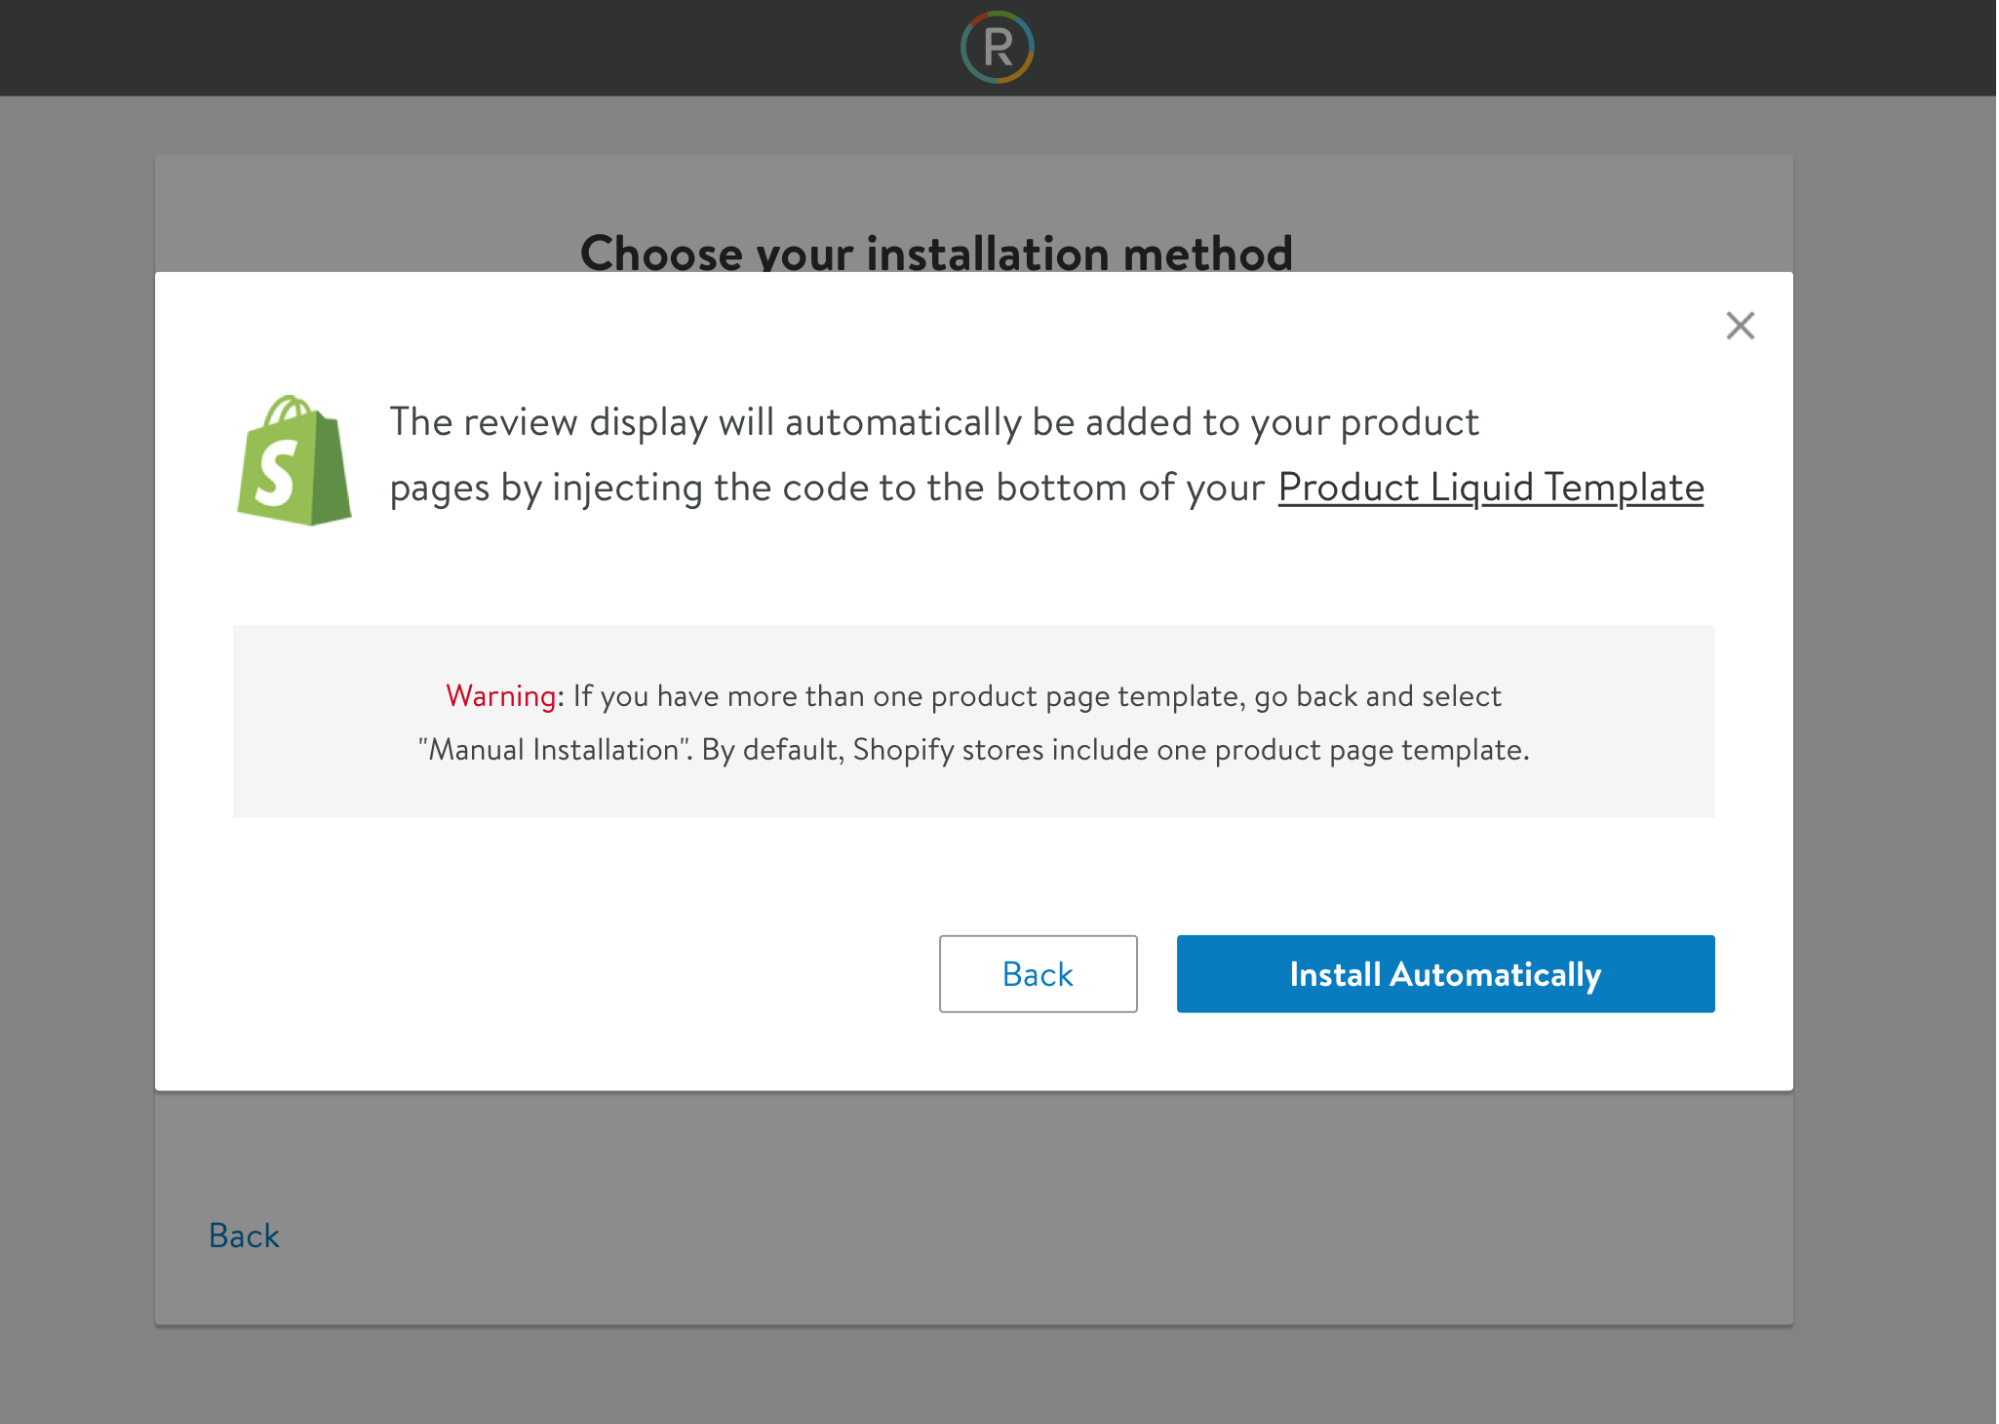 R
Choose your installation method
S
The review display will automatically be added to your product
pages by injecting the code to the bottom of your Product Liquid Template
Warning: If you have more than one product page template, go back and select
"Manual Installation". By default, Shopify stores include one product page template.
Back
Install Automatically
Back